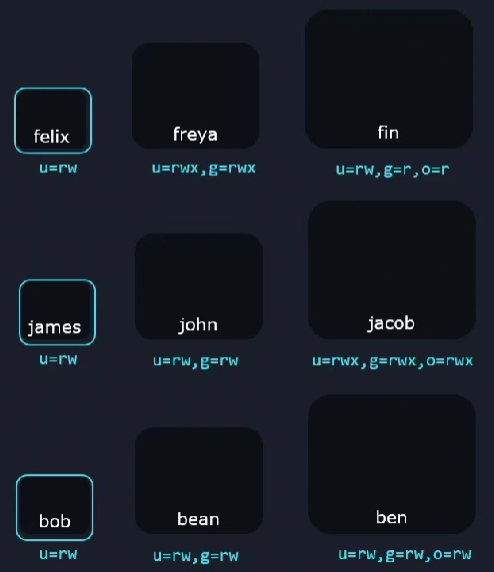 felix freya fin
u=rw u=rwx,g=rwx u=rw,g=r,o=r
james john jacob
u=rw u=rw,g=rw u=rwx,g=rwx,o=rwx
bob bean ben
u=rw u=rw,g=rw u=rw,g=rw,o=rw